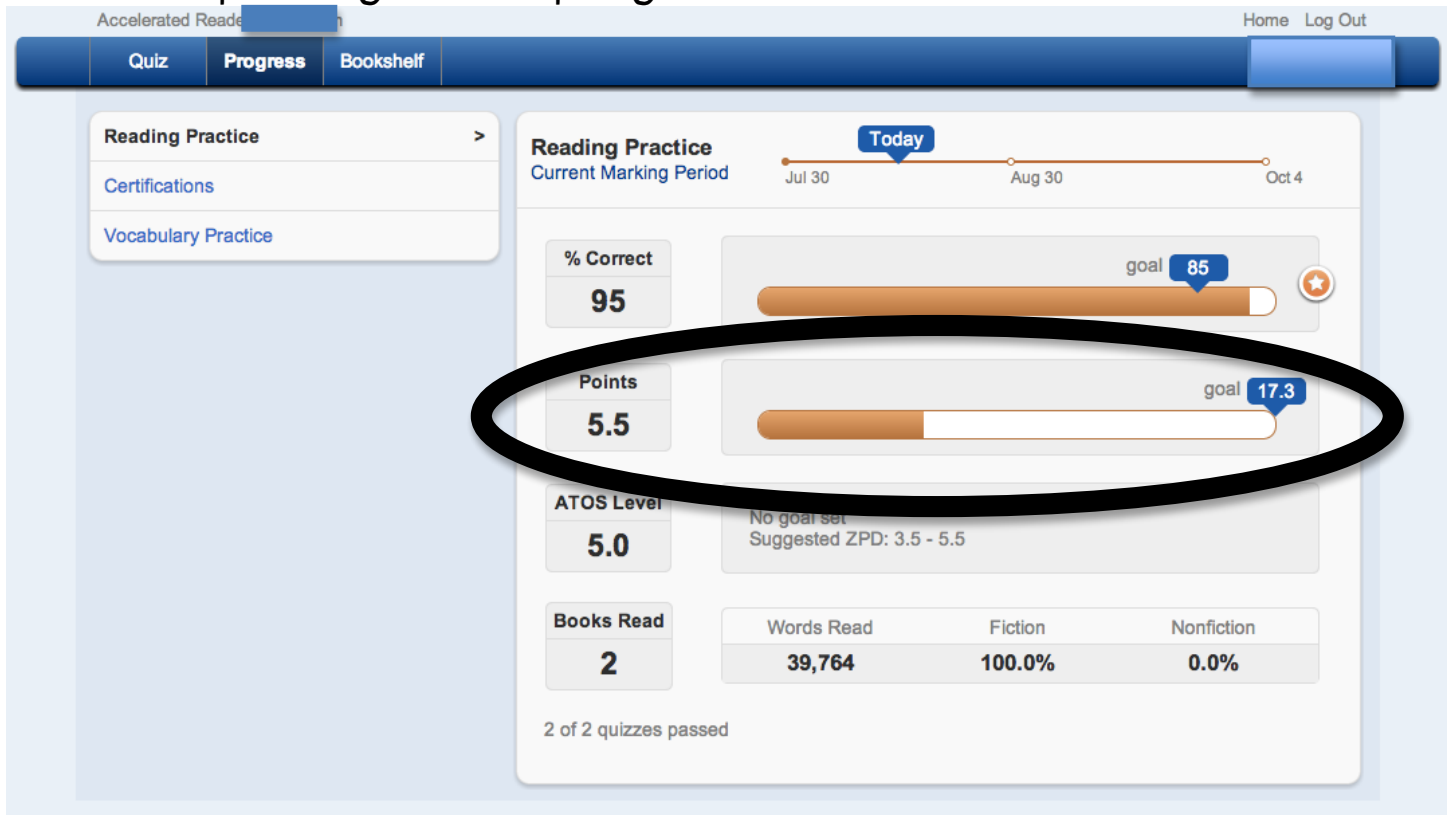 Accelerated
Home Log Out
Quiz Progress Bookshelf
Reading Practice >
Certifications
Vocabulary Practice
Reading Practice
Current Marking Period
Today
Jul 30 Aug 30 Oct 4
% Correct
95
goal 85
Points
5.5
goal 17.3
ATOS Level
5.0
No goal set
Suggested ZPD: 3.5 - 5.5
Books Read
2
Words Read Fiction Nonfiction
39,764 100.0% 0.0%
2 of 2 quizzes passed